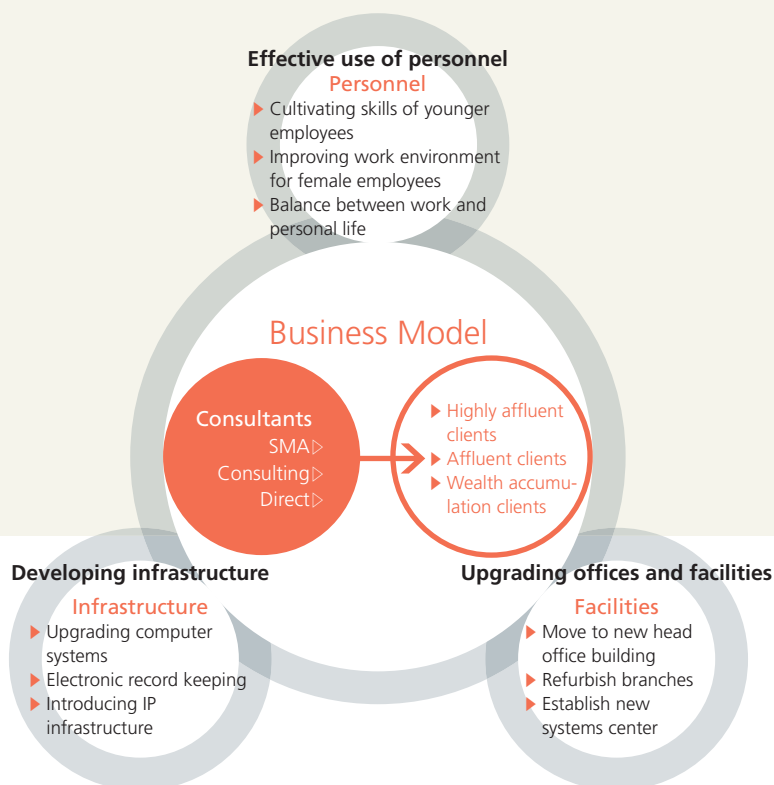 Effective use of personnel
Personnel
▶ Cultivating skills of younger
employees
▶ Improving work environment
for female employees
▶ Balance between work and
personal life
Business Model
Consultants
SMA▷
Consulting▷
Direct▷
▶ Highly affluent
clients
▶ Affluent clients
▶ Wealth accumu-
lation clients
Developing infrastructure
Infrastructure
▶ Upgrading computer
systems
▶ Electronic record keeping
▶ Introducing IP
infrastructure
Upgrading offices and facilities
Facilities
▶ Move to new head
office building
▶ Refurbish branches
▶ Establish new
systems center